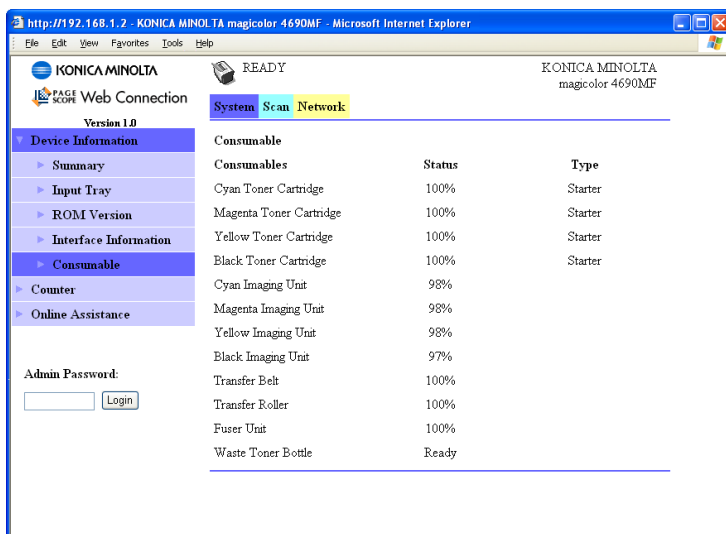 http://192.168.1.2 - KONICA MINOLTA magicolor 4690MF - Microsoft Internet Explorer
File Edit View Favorites Tools Help
KONICA MINOLTA
PAGE SCOPE Web Connection
Version 1.0
READY
KONICA MINOLTA
magicolor 4690MF
System Scan Network
Device Information
Summary
Input Tray
ROM Version
Interface Information
Consumable
Counter
Online Assistance
Admin Password:
Login
Consumable
Consumables Status Type
Cyan Toner Cartridge 100% Starter
Magenta Toner Cartridge 100% Starter
Yellow Toner Cartridge 100% Starter
Black Toner Cartridge 100% Starter
Cyan Imaging Unit 98%
Magenta Imaging Unit 98%
Yellow Imaging Unit 98%
Black Imaging Unit 97%
Transfer Belt 100%
Transfer Roller 100%
Fuser Unit 100%
Waste Toner Bottle Ready